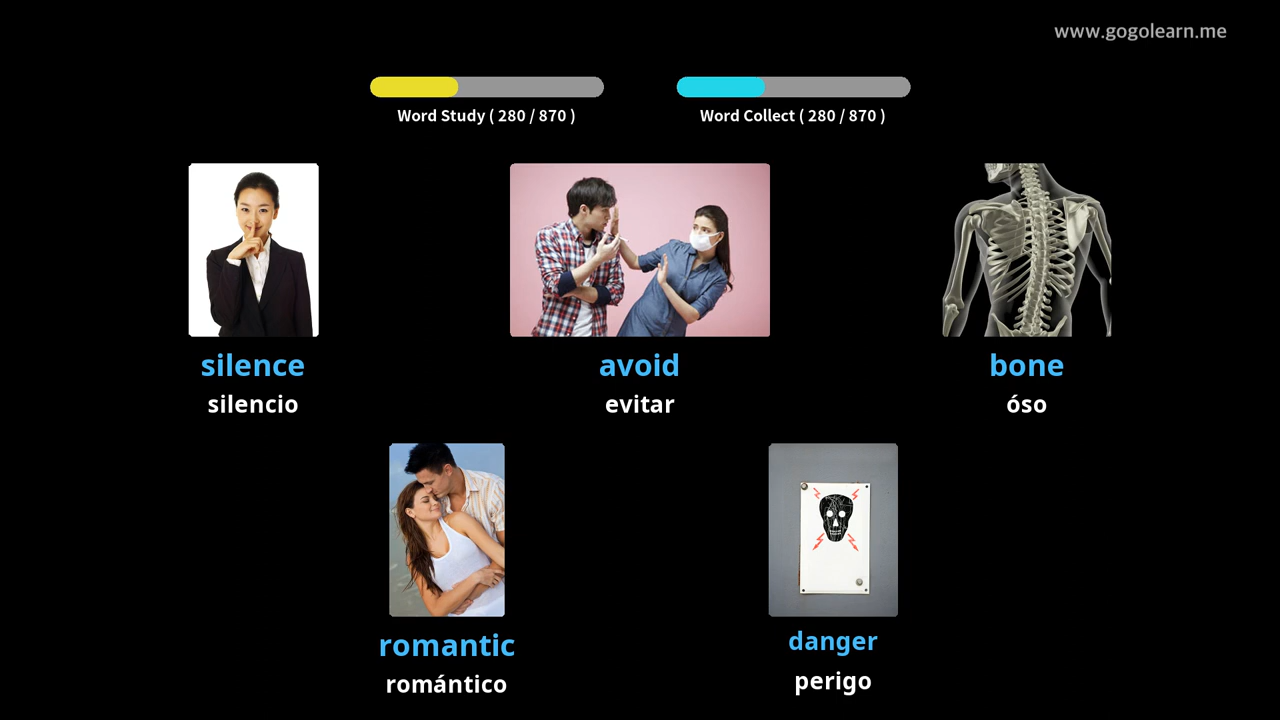 www.gogolearn.me
Word Study ( 280 / 870 )
Word Collect ( 280 / 870 )
silence
silencio
avoid
evitar
bone
óso
romantic
romántico
danger
perigo